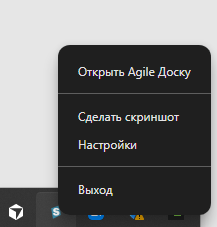 Открыть Agile Доску
Сделать скриншот
Настройки
Выход